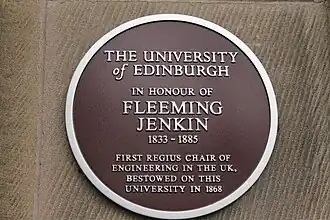 THE UNIVERSITY
of EDINBURGH
IN HONOUR OF
FLEEMING
JENKIN
1833 - 1885
FIRST REGIUS CHAIR OF
ENGINEERING IN THE UK,
BESTOWED ON THIS
UNIVERSITY IN 1868